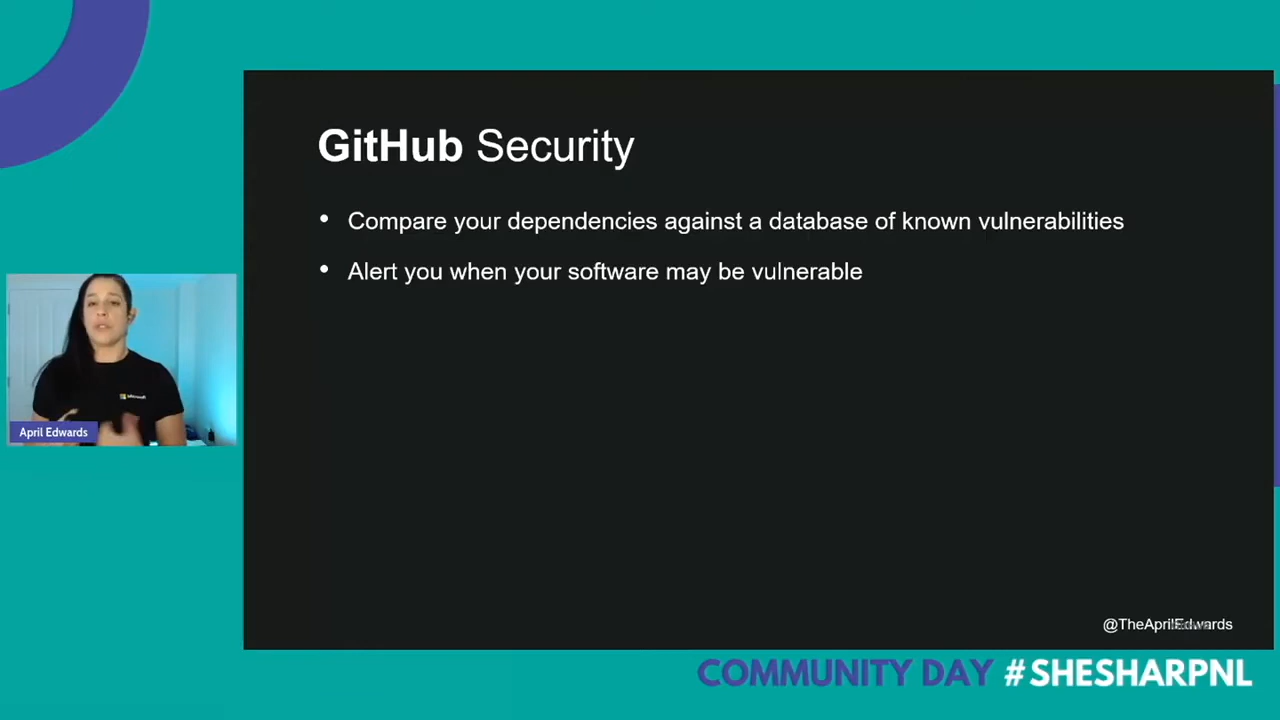 GitHub Security
• Compare your dependencies against a database of known vulnerabilities
• Alert you when your software may be vulnerable
Microsoft
April Edwards
@TheAprilEdwards
COMMUNITY DAY #SHESHARPNL